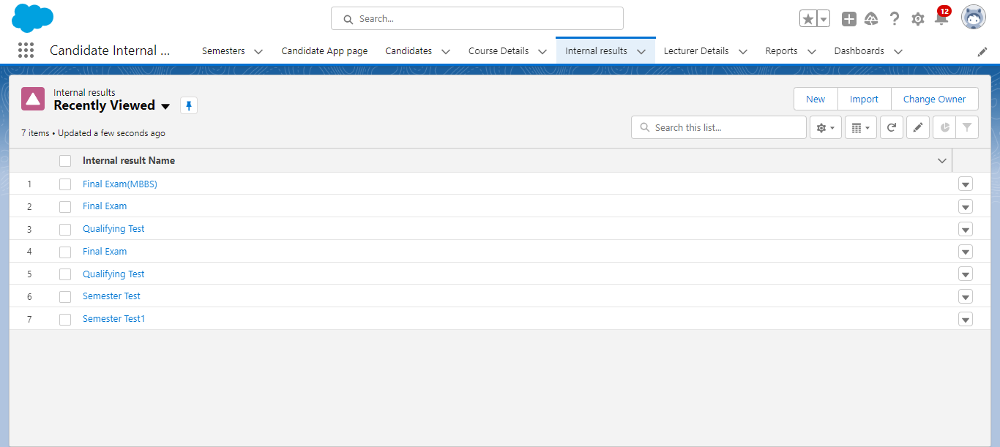 Search...
12
Candidate Internal ...
Semesters
Candidate App page
Candidates
Course Details
Internal results
Lecturer Details
Reports
Dashboards
Internal results
Recently Viewed
New
Import
Change Owner
7 items • Updated a few seconds ago
Search this list...
Internal result Name
1 Final Exam(MBBS)
2 Final Exam
3 Qualifying Test
4 Final Exam
5 Qualifying Test
6 Semester Test
7 Semester Test1